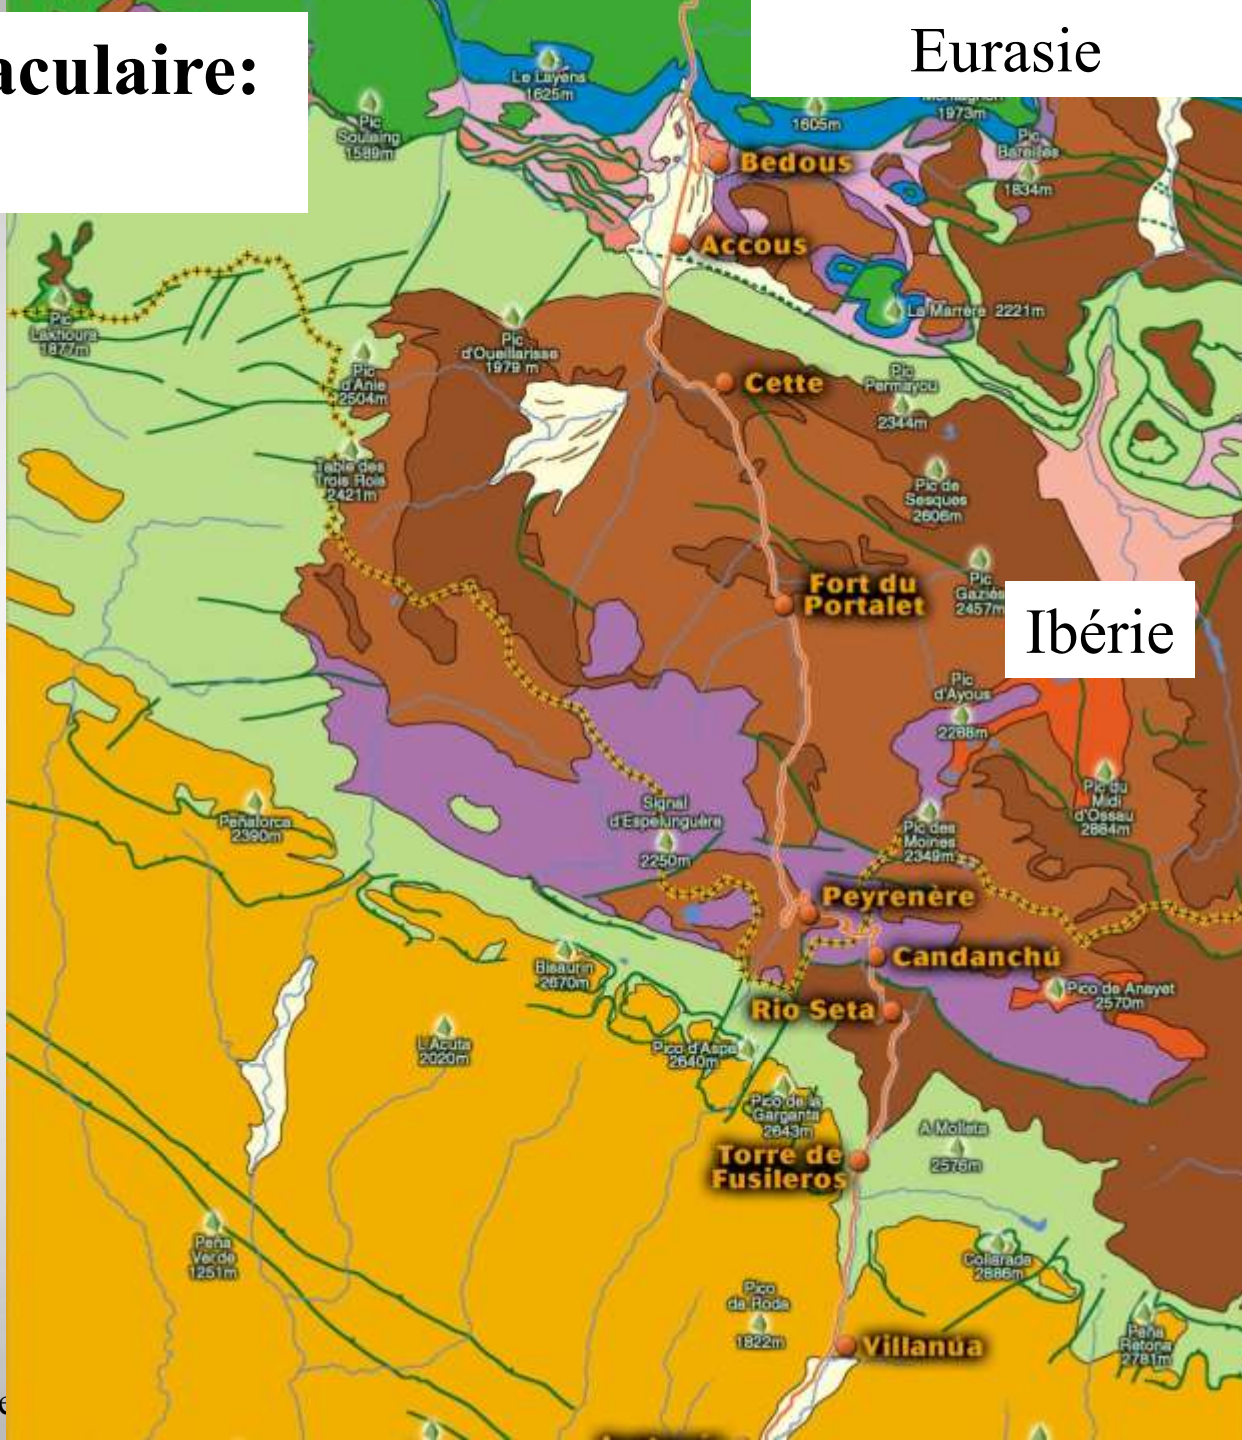 aculaire:
Eurasie
Le Layens
1625m
Pic
Soulaing
1589m
1605m
1973m
Pic
Bareilles
1834m
Bedous
Accous
La Marrère 2221m
Pic
Lakhoura
1877m
Pic
d'Oueillarisse
1979 m
Pic
d'Anie
2504m
Cette
Pic
Permayou
2344m
Table des
Trois Rois
2421m
Pic de
Sesques
2606m
Fort du
Portalet
Pic
Gaziés
2457m
Ibérie
Pic
d'Ayous
2288m
Signal
d'Espelunguère
2250m
Pic du
Midi
d'Ossau
2884m
Peñaforca
2390m
Pic des
Moines
2349m
Peyrenère
Candanchú
Bisaurin
2670m
Pico de Anayet
2570m
Rio Seta
L'Acuta
2020m
Pico d'Aspe
2640m
Pico de la
Garganta
2643m
A Molleta
2576m
Torre de
Fusileros
Peña
Verde
1251m
Collarada
2886m
Pico
da Roda
1822m
Villanúa
Peña
Retona
2781m